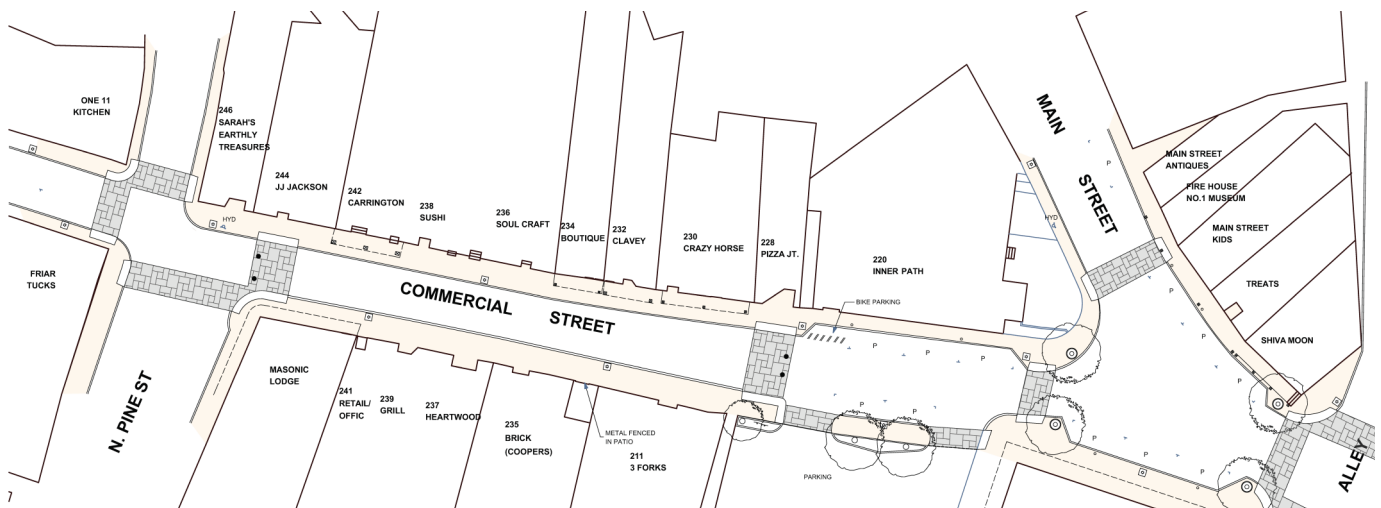 ONE 11
KITCHEN
246
SARAH'S
EARTHLY
TREASURES
HYD
244
JJ JACKSON
242
CARRINGTON
238
SUSHI
236
SOUL CRAFT
234
BOUTIQUE
232
CLAVEY
230
CRAZY HORSE
228
PIZZA JT.
220
INNER PATH
BIKE PARKING
MAIN
STREET
HYD
P
MAIN STREET
ANTIQUES
FIRE HOUSE
NO.1 MUSEUM
MAIN STREET
KIDS
TREATS
SHIVA MOON
P
P
P
P
P
P
P
P
P
P
COMMERCIAL
STREET
FRIAR
TUCKS
N. PINE ST
MASONIC
LODGE
241
RETAIL/
OFFIC
239
GRILL
237
HEARTWOOD
235
BRICK
(COOPERS)
METAL FENCED
IN PATIO
211
3 FORKS
PARKING
ALLEY